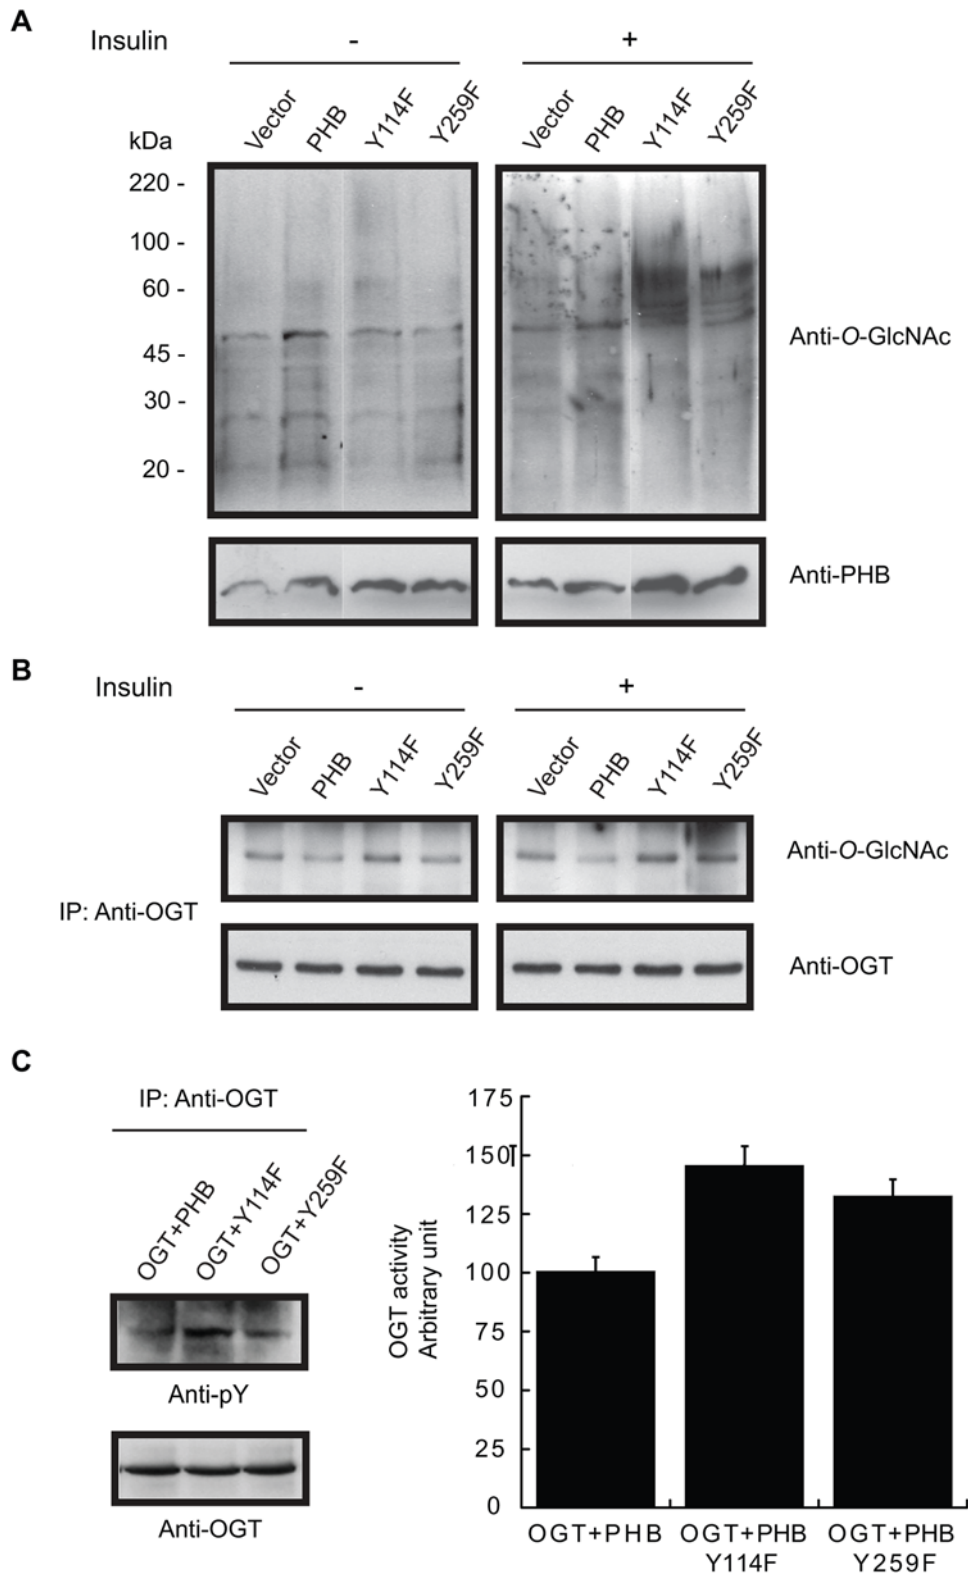 A
Insulin - +
Vector PHB Y114F Y259F Vector PHB Y114F Y259F
kDa
220 -
100 -
60 -
45 -
30 -
20 -
Anti-O-GlcNAc
Anti-PHB
B
Insulin - +
Vector PHB Y114F Y259F Vector PHB Y114F Y259F
Anti-O-GlcNAc
IP: Anti-OGT
Anti-OGT
C
IP: Anti-OGT
OGT+PHB OGT+Y114F OGT+Y259F
Anti-pY
Anti-OGT
OGT activity
Arbitrary unit
175
150
125
100
75
50
25
0
OGT+PHB OGT+PHB OGT+PHB
Y114F Y259F